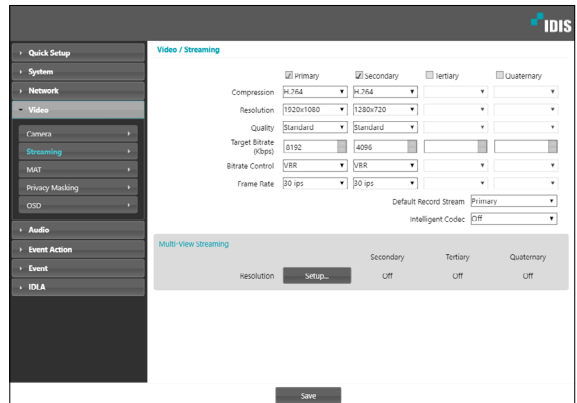 IDIS
Quick Setup
System
Network
Video
Camera
Streaming
MAT
Privacy Masking
OSD
Audio
Event Action
Event
IDLA
Video / Streaming
Primary Secondary Tertiary Quaternary
Compression H.264 H.264
Resolution 1920x1080 1280x720
Quality Standard Standard
Target Bitrate
(Kbps) 8192 4096
Bitrate Control VBR VBR
Frame Rate 30 ips 30 ips
Default Record Stream Primary
Intelligent Codec Off
Multi-View Streaming
Secondary Tertiary Quaternary
Resolution Setup... Off Off Off
Save